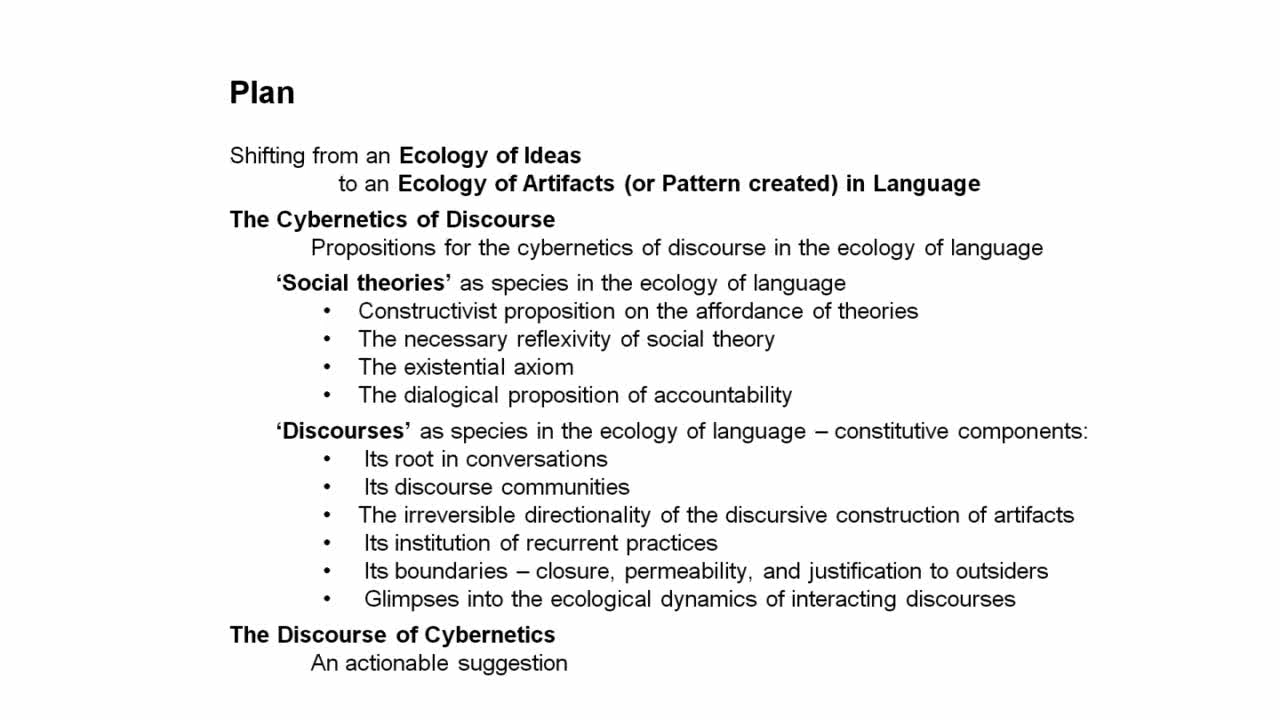 Plan
Shifting from an Ecology of Ideas
to an Ecology of Artifacts (or Pattern created) in Language
The Cybernetics of Discourse
Propositions for the cybernetics of discourse in the ecology of language
‘Social theories’ as species in the ecology of language
• Constructivist proposition on the affordance of theories
• The necessary reflexivity of social theory
• The existential axiom
• The dialogical proposition of accountability
‘Discourses’ as species in the ecology of language – constitutive components:
• Its root in conversations
• Its discourse communities
• The irreversible directionality of the discursive construction of artifacts
• Its institution of recurrent practices
• Its boundaries – closure, permeability, and justification to outsiders
• Glimpses into the ecological dynamics of interacting discourses
The Discourse of Cybernetics
An actionable suggestion